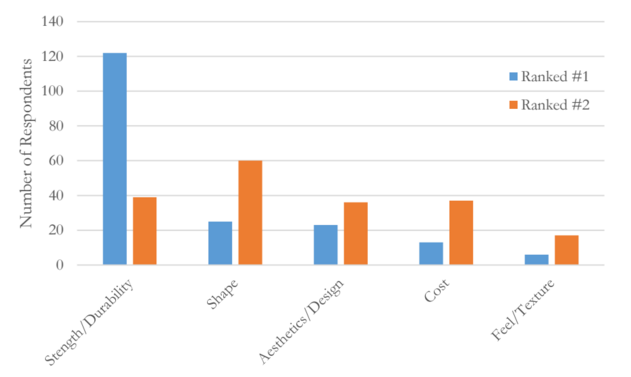 140
120
100
80
60
40
20
0
Number of Respondents
Ranked #1
Ranked #2
Stength/Durability
Shape
Aesthetics/Design
Cost
Feel/Texture